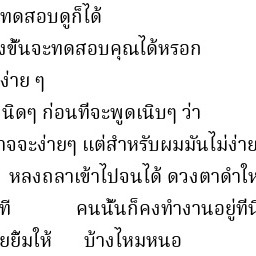 ทดสอบดูก็ได้
งขั้นจะทดสอบคุณได้หรอก
ง่าย ๆ
นิดๆ ก่อนที่จะพูดเนิบๆ ว่า
าจจะง่ายๆ แต่สำหรับผมมันไม่ง่าย
หลงถลาเข้าไปจนได้ ดวงตาดำให
ที่ คนนั้นก็คงทำงานอยู่ที่นี
ยยิ้มให้ บ้างไหมหนอ